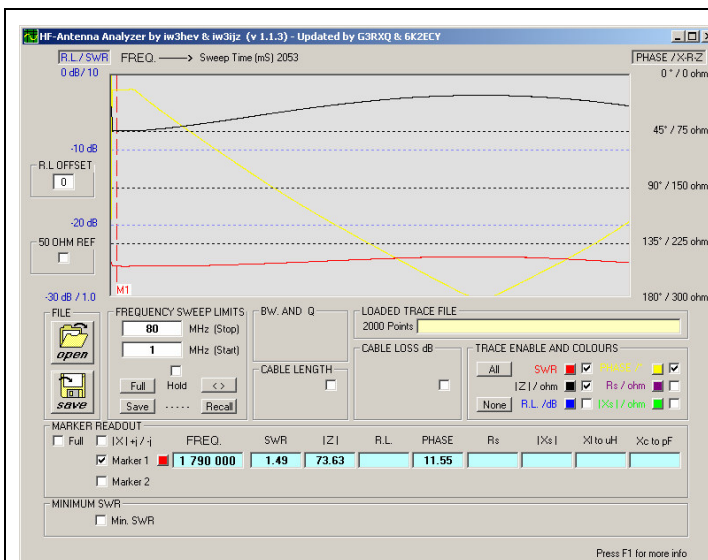 HF-Antenna Analyzer by iw3hev & iw3ijz (v 1.1.3) - Updated by G3RXQ & 6K2ECY
R.L / SWR FREQ. ---> Sweep Time (mS) 2053 PHASE / X-R-Z
0 dB / 10 0 ° / 0 ohm
45° / 75 ohm
-10 dB
R.L OFFSET
0
90° / 150 ohm
-20 dB
50 OHM REF
135° / 225 ohm
M1
-30 dB / 1.0 180° / 300 ohm
FILE
open
save
FREQUENCY SWEEP LIMITS
80 MHz (Stop)
1 MHz (Start)
Full Hold < >
Save ..... Recall
BW. AND Q
CABLE LENGTH
LOADED TRACE FILE
2000 Points
CABLE LOSS dB
TRACE ENABLE AND COLOURS
All SWR PHASE / °
|Z| / ohm Rs / ohm
None R.L. /dB |Xs| / ohm
MARKER READOUT
Full |X| +j / -j FREQ. SWR |Z| R.L. PHASE Rs |Xs| Xl to uH Xc to pF
Marker 1 1 790 000 1.49 73.63 11.55
Marker 2
MINIMUM SWR
Min. SWR
Press F1 for more info